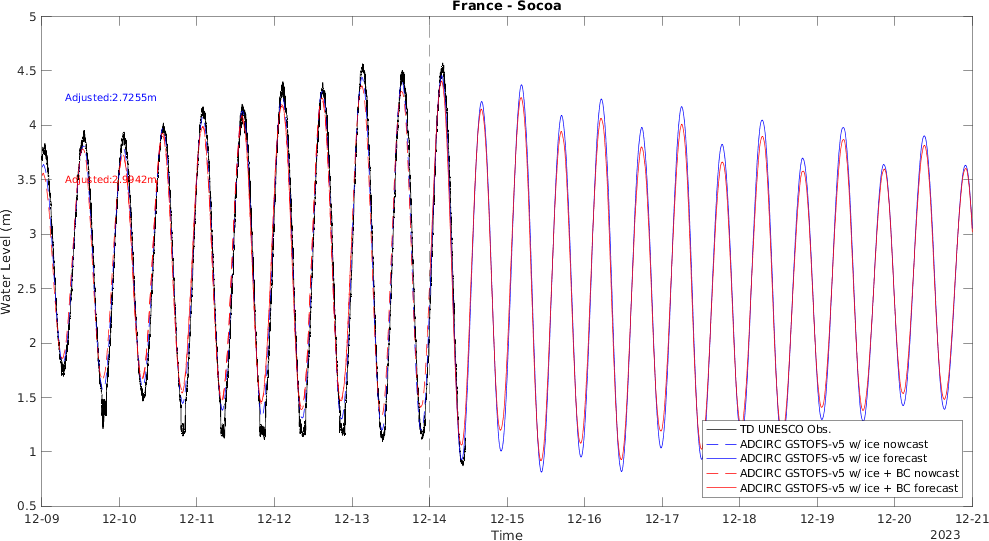 France - Socoa
Water Level (m)
5
4.5
4
3.5
3
2.5
2
1.5
1
0.5
Adjusted:2.7255m
Adjusted:2.9942m
TD UNESCO Obs.
ADCIRC GSTOFS-v5 w/ ice nowcast
ADCIRC GSTOFS-v5 w/ ice forecast
ADCIRC GSTOFS-v5 w/ ice + BC nowcast
ADCIRC GSTOFS-v5 w/ ice + BC forecast
12-09 12-10 12-11 12-12 12-13 12-14 12-15 12-16 12-17 12-18 12-19 12-20 12-21
Time
2023